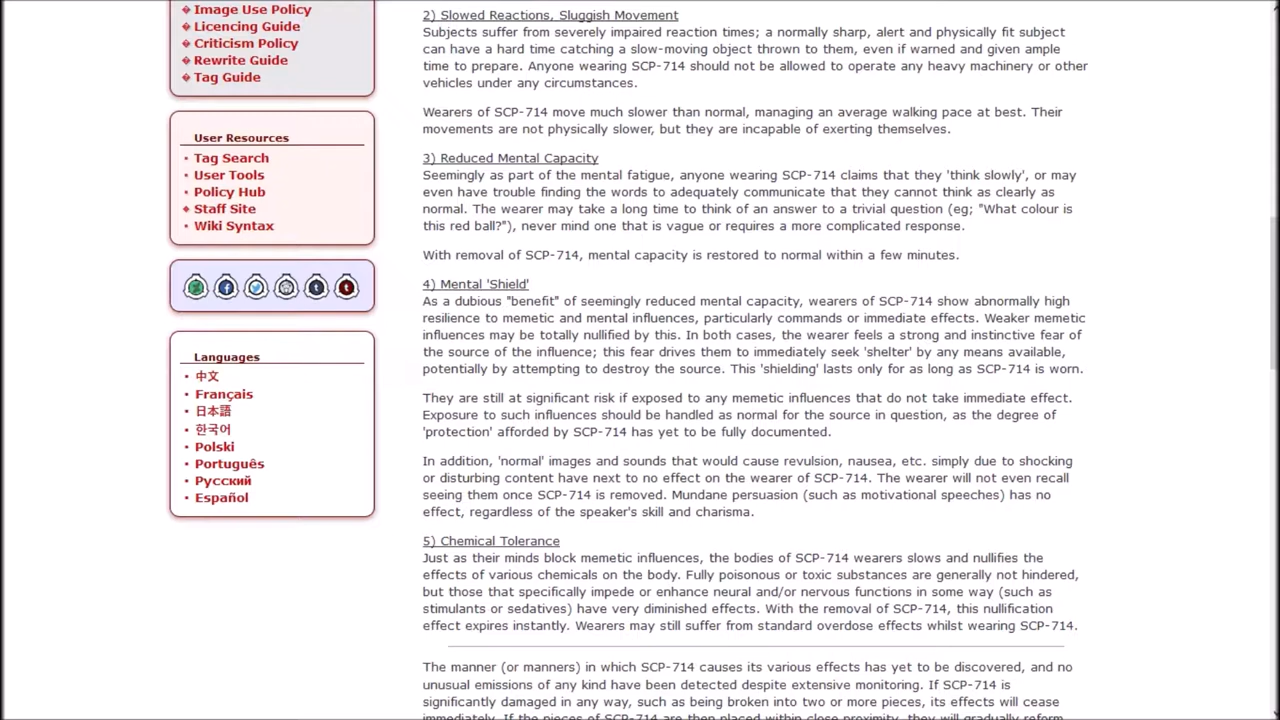 Image Use Policy
Licencing Guide
Criticism Policy
Rewrite Guide
Tag Guide
User Resources
Tag Search
User Tools
Policy Hub
Staff Site
Wiki Syntax
Languages
中文
Français
日本語
한국어
Polski
Português
Русский
Español
2) Slowed Reactions, Sluggish Movement
Subjects suffer from severely impaired reaction times; a normally sharp, alert and physically fit subject
can have a hard time catching a slow-moving object thrown to them, even if warned and given ample
time to prepare. Anyone wearing SCP-714 should not be allowed to operate any heavy machinery or other
vehicles under any circumstances.
Wearers of SCP-714 move much slower than normal, managing an average walking pace at best. Their
movements are not physically slower, but they are incapable of exerting themselves.
3) Reduced Mental Capacity
Seemingly as part of the mental fatigue, anyone wearing SCP-714 claims that they 'think slowly', or may
even have trouble finding the words to adequately communicate that they cannot think as clearly as
normal. The wearer may take a long time to think of an answer to a trivial question (eg; "What colour is
this red ball?"), never mind one that is vague or requires a more complicated response.
With removal of SCP-714, mental capacity is restored to normal within a few minutes.
4) Mental 'Shield'
As a dubious "benefit" of seemingly reduced mental capacity, wearers of SCP-714 show abnormally high
resilience to memetic and mental influences, particularly commands or immediate effects. Weaker memetic
influences may be totally nullified by this. In both cases, the wearer feels a strong and instinctive fear of
the source of the influence; this fear drives them to immediately seek 'shelter' by any means available,
potentially by attempting to destroy the source. This 'shielding' lasts only for as long as SCP-714 is worn.
They are still at significant risk if exposed to any memetic influences that do not take immediate effect.
Exposure to such influences should be handled as normal for the source in question, as the degree of
'protection' afforded by SCP-714 has yet to be fully documented.
In addition, 'normal' images and sounds that would cause revulsion, nausea, etc. simply due to shocking
or disturbing content have next to no effect on the wearer of SCP-714. The wearer will not even recall
seeing them once SCP-714 is removed. Mundane persuasion (such as motivational speeches) has no
effect, regardless of the speaker's skill and charisma.
5) Chemical Tolerance
Just as their minds block memetic influences, the bodies of SCP-714 wearers slows and nullifies the
effects of various chemicals on the body. Fully poisonous or toxic substances are generally not hindered,
but those that specifically impede or enhance neural and/or nervous functions in some way (such as
stimulants or sedatives) have very diminished effects. With the removal of SCP-714, this nullification
effect expires instantly. Wearers may still suffer from standard overdose effects whilst wearing SCP-714.
The manner (or manners) in which SCP-714 causes its various effects has yet to be discovered, and no
unusual emissions of any kind have been detected despite extensive monitoring. If SCP-714 is
significantly damaged in any way, such as being broken into two or more pieces, its effects will cease
immediately. If the pieces of SCP-714 are then placed within close proximity, they will gradually reform